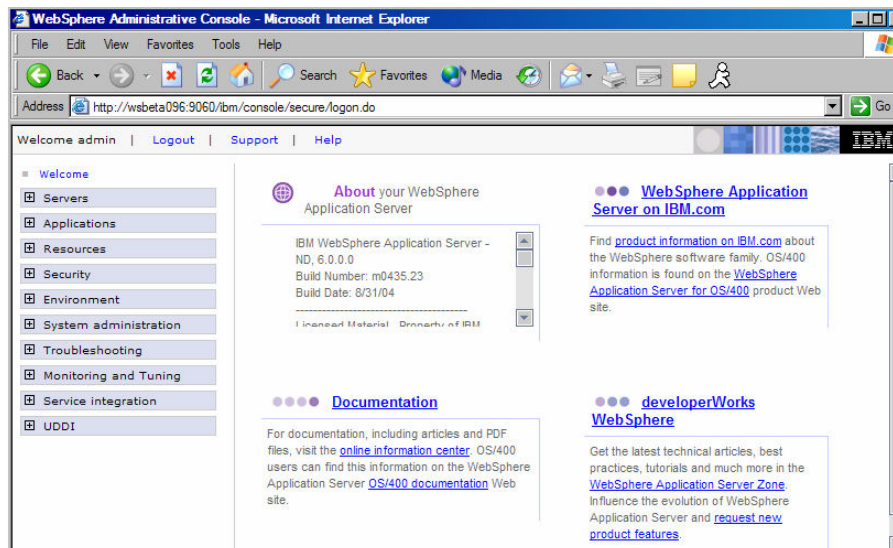 WebSphere Administrative Console - Microsoft Internet Explorer
File Edit View Favorites Tools Help
Back Search Favorites Media
Address http://wsbeta096:9060/ibm/console/secure/logon.do Go
Welcome admin | Logout | Support | Help IBM
Welcome
Servers
Applications
Resources
Security
Environment
System administration
Troubleshooting
Monitoring and Tuning
Service integration
UDDI
About your WebSphere
Application Server
IBM WebSphere Application Server -
ND, 6.0.0.0
Build Number: m0435.23
Build Date: 8/31/04
----------------------------------------
Licensed Material Property of IBM
WebSphere Application
Server on IBM.com
Find product information on IBM.com about
the WebSphere software family. OS/400
information is found on the WebSphere
Application Server for OS/400 product Web
site.
Documentation
For documentation, including articles and PDF
files, visit the online information center. OS/400
users can find this information on the WebSphere
Application Server OS/400 documentation Web
site.
developerWorks
WebSphere
Get the latest technical articles, best
practices, tutorials and much more in the
WebSphere Application Server Zone.
Influence the evolution of WebSphere
Application Server and request new
product features.